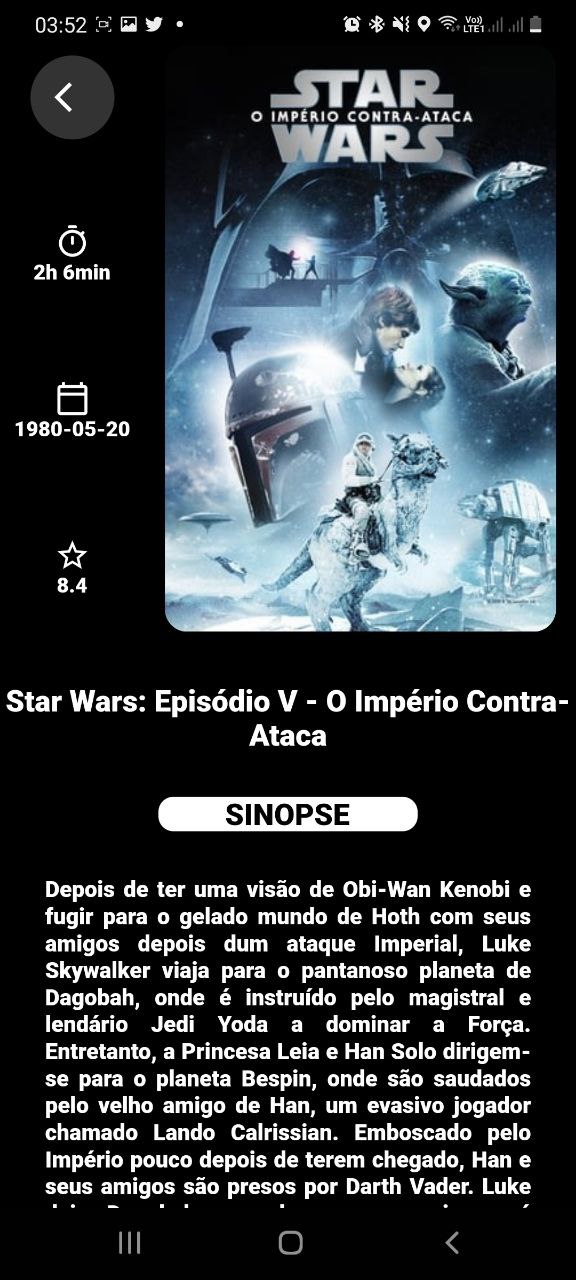 03:52
Vo))
LTE1
STAR
O IMPÉRIO CONTRA-ATACA
WARS
2h 6min
1980-05-20
8.4
Star Wars: Episódio V - O Império Contra-
Ataca
SINOPSE
Depois de ter uma visão de Obi-Wan Kenobi e
fugir para o gelado mundo de Hoth com seus
amigos depois dum ataque Imperial, Luke
Skywalker viaja para o pantanoso planeta de
Dagobah, onde é instruído pelo magistral e
lendário Jedi Yoda a dominar a Força.
Entretanto, a Princesa Leia e Han Solo dirigem-
se para o planeta Bespin, onde são saudados
pelo velho amigo de Han, um evasivo jogador
chamado Lando Calrissian. Emboscado pelo
Império pouco depois de terem chegado, Han e
seus amigos são presos por Darth Vader. Luke